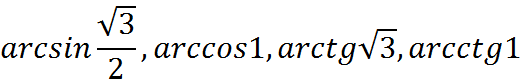 arcsin √3/2, arccos1, arctg√3, arcctg1